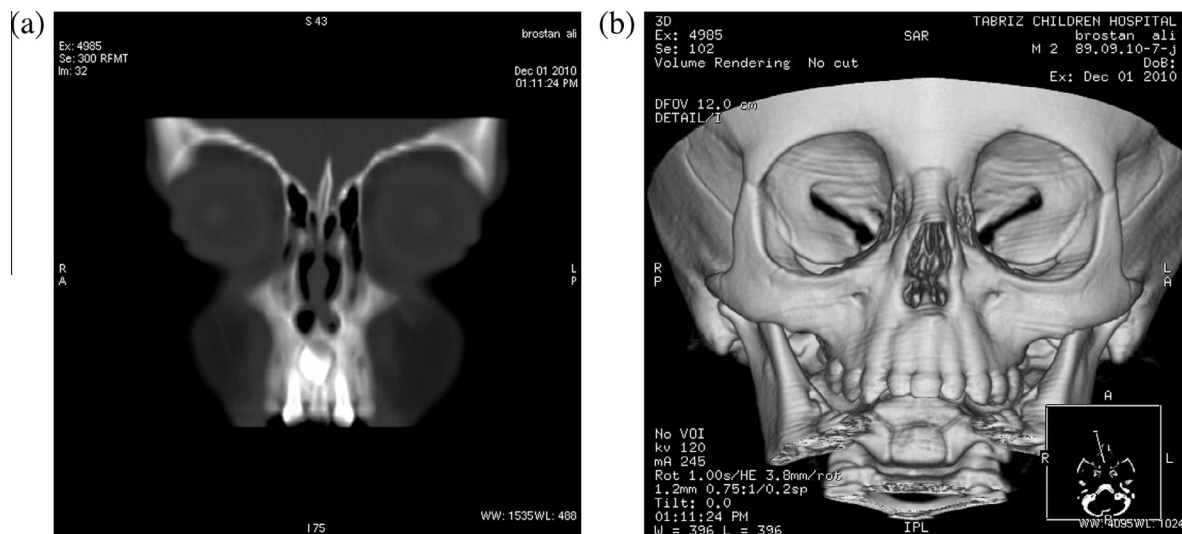 (a)
S 43
brostan ali
Ex: 4985
Se: 300 RFMT
Im: 32
Dec 01 2010
01:11:24 PM
R
A
L
P
WW: 1535WL: 488
I 75
(b)
3D
Ex: 4985
Se: 102
Volume Rendering No cut
SAR
TABRIZ CHILDREN HOSPITAL
brostan ali
M 2 89.09.10-7-j
DoB:
Ex: Dec 01 2010
DFOV 12.0 cm
DETAIL/I
R
P
L
A
No VOI
kv 120
mA 245
Rot 1.00s/HE 3.8mm/rot
1.2mm 0.75:1/0.2sp
Tilt: 0.0
01:11:24 PM
W = 396 L = 396
IPL
A
R
L
P
WW: 4095WL: 1024